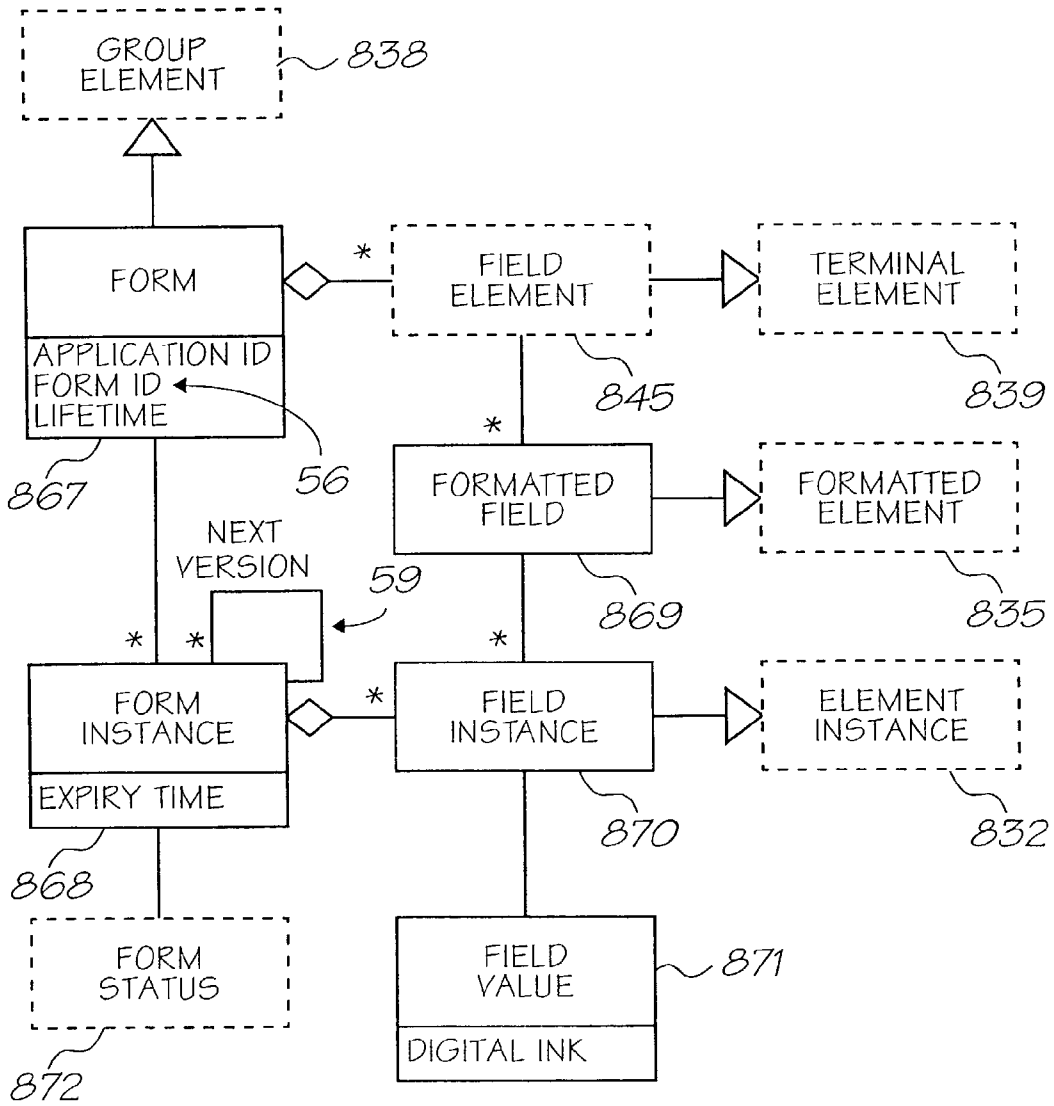 GROUP
ELEMENT
838
FORM
*
FIELD
ELEMENT
TERMINAL
ELEMENT
APPLICATION ID
FORM ID
LIFETIME
845
839
867
56
*
FORMATTED
FIELD
FORMATTED
ELEMENT
NEXT
VERSION
59
869
835
*
*
*
FORM
INSTANCE
*
FIELD
INSTANCE
ELEMENT
INSTANCE
EXPIRY TIME
870
832
868
FORM
STATUS
FIELD
VALUE
871
DIGITAL INK
872